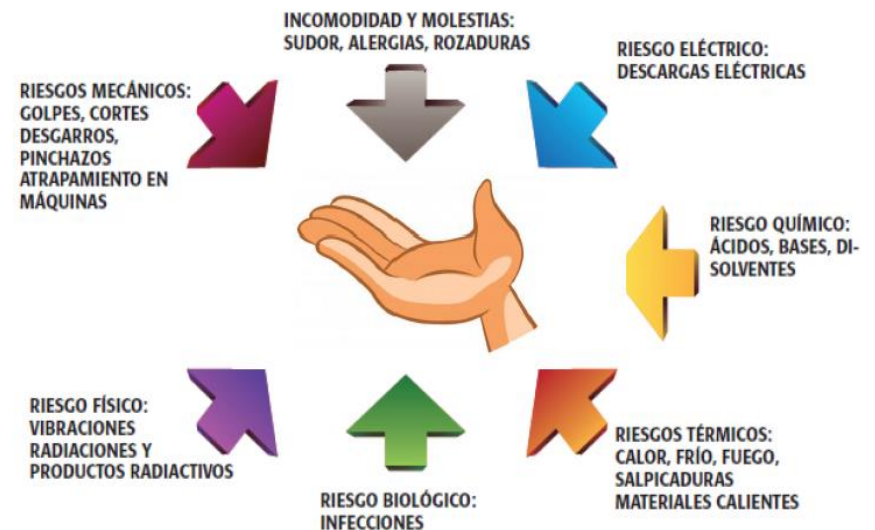 INCOMODIDAD Y MOLESTIAS:
SUDOR, ALERGIAS, ROZADURAS
RIESGO ELÉCTRICO:
DESCARGAS ELÉCTRICAS
RIESGOS MECÁNICOS:
GOLPES, CORTES
DESGARROS,
PINCHAZOS
ATRAPAMIENTO EN
MÁQUINAS
RIESGO QUÍMICO:
ÁCIDOS, BASES, DI-
SOLVENTES
RIESGO FÍSICO:
VIBRACIONES
RADIACIONES Y
PRODUCTOS RADIACTIVOS
RIESGOS TÉRMICOS:
CALOR, FRÍO, FUEGO,
SALPICADURAS
MATERIALES CALIENTES
RIESGO BIOLÓGICO:
INFECCIONES